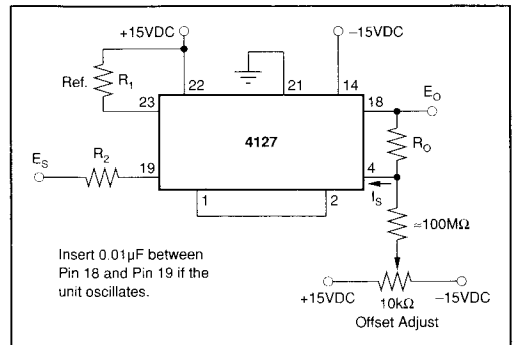 +15VDC
−15VDC
Ref. R1
22
21
14
23
18
EO
4127
RO
ES
R2
19
4
IS
1
2
≈100MΩ
Insert 0.01µF between
Pin 18 and Pin 19 if the
unit oscillates.
+15VDC
10kΩ
−15VDC
Offset Adjust